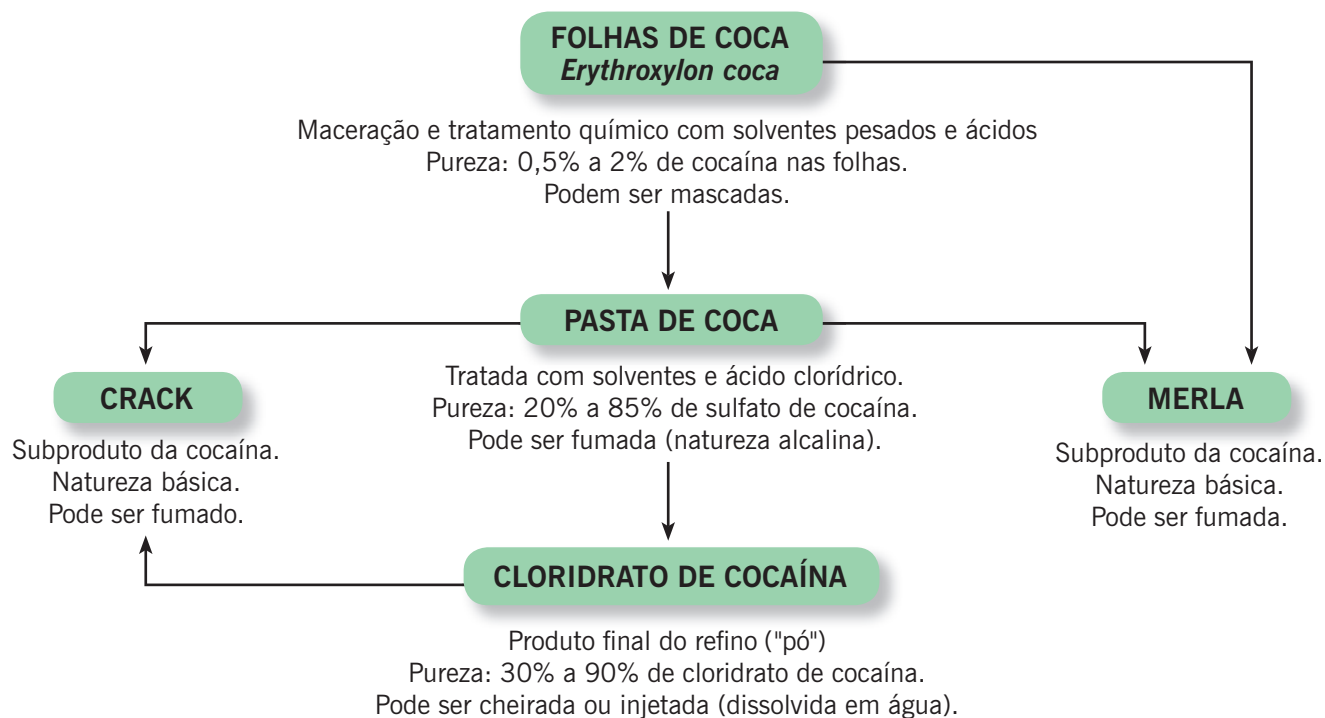 FOLHAS DE COCA
Erythroxylon coca
Maceração e tratamento químico com solventes pesados e ácidos
Pureza: 0,5% a 2% de cocaína nas folhas.
Podem ser mascadas.
PASTA DE COCA
Tratada com solventes e ácido clorídrico.
Pureza: 20% a 85% de sulfato de cocaína.
Pode ser fumada (natureza alcalina).
CRACK
Subproduto da cocaína.
Natureza básica.
Pode ser fumado.
MERLA
Subproduto da cocaína.
Natureza básica.
Pode ser fumada.
CLORIDRATO DE COCAÍNA
Produto final do refino ("pó")
Pureza: 30% a 90% de cloridrato de cocaína.
Pode ser cheirada ou injetada (dissolvida em água).